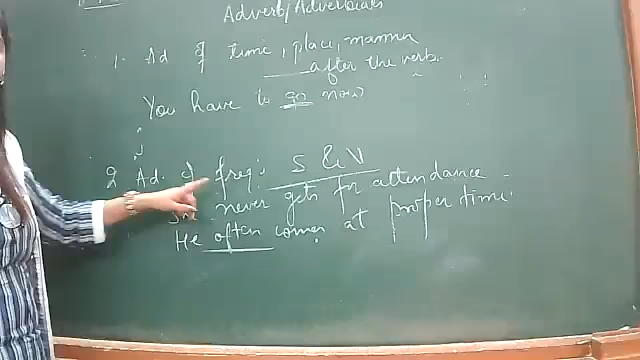 Adverb/Adverbials
1. Ad of time, place, manner
after the verb.
You have to go now
2 Ad. of freq: S & V
never gets for attendance
He often comes at proper time.